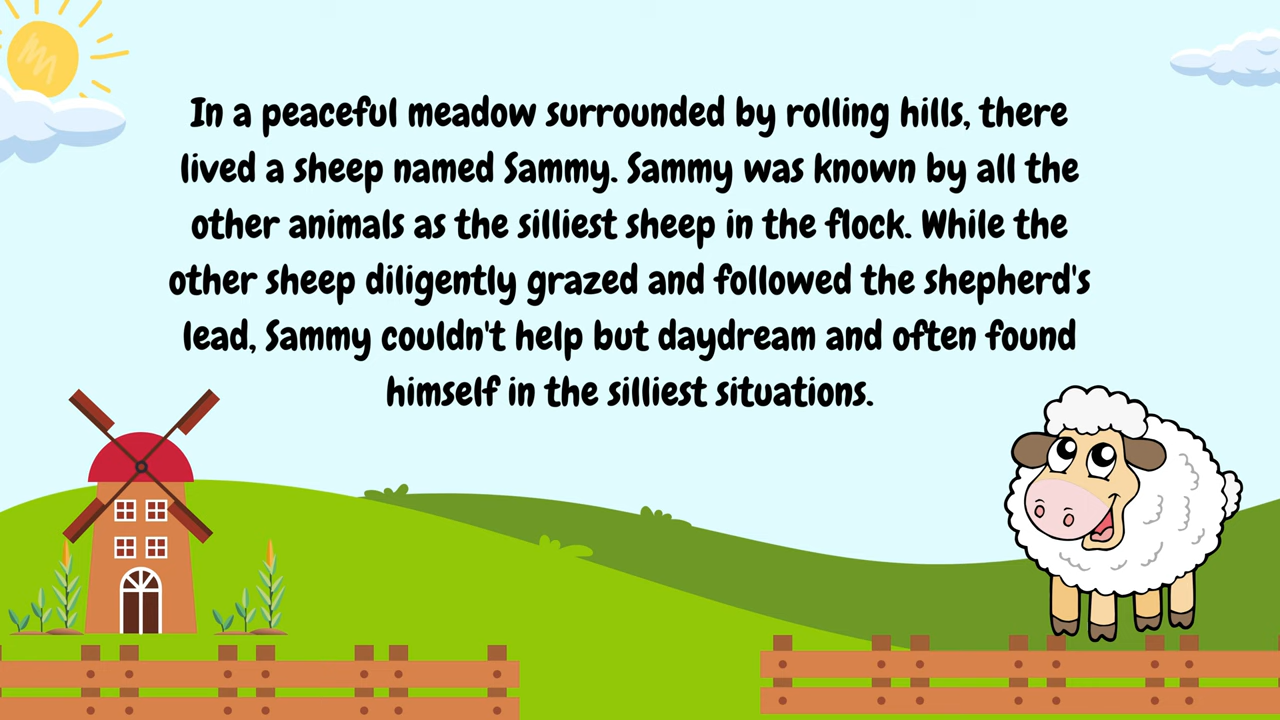 In a peaceful meadow surrounded by rolling hills, there
lived a sheep named Sammy. Sammy was known by all the
other animals as the silliest sheep in the flock. While the
other sheep diligently grazed and followed the shepherd's
lead, Sammy couldn't help but daydream and often found
himself in the silliest situations.